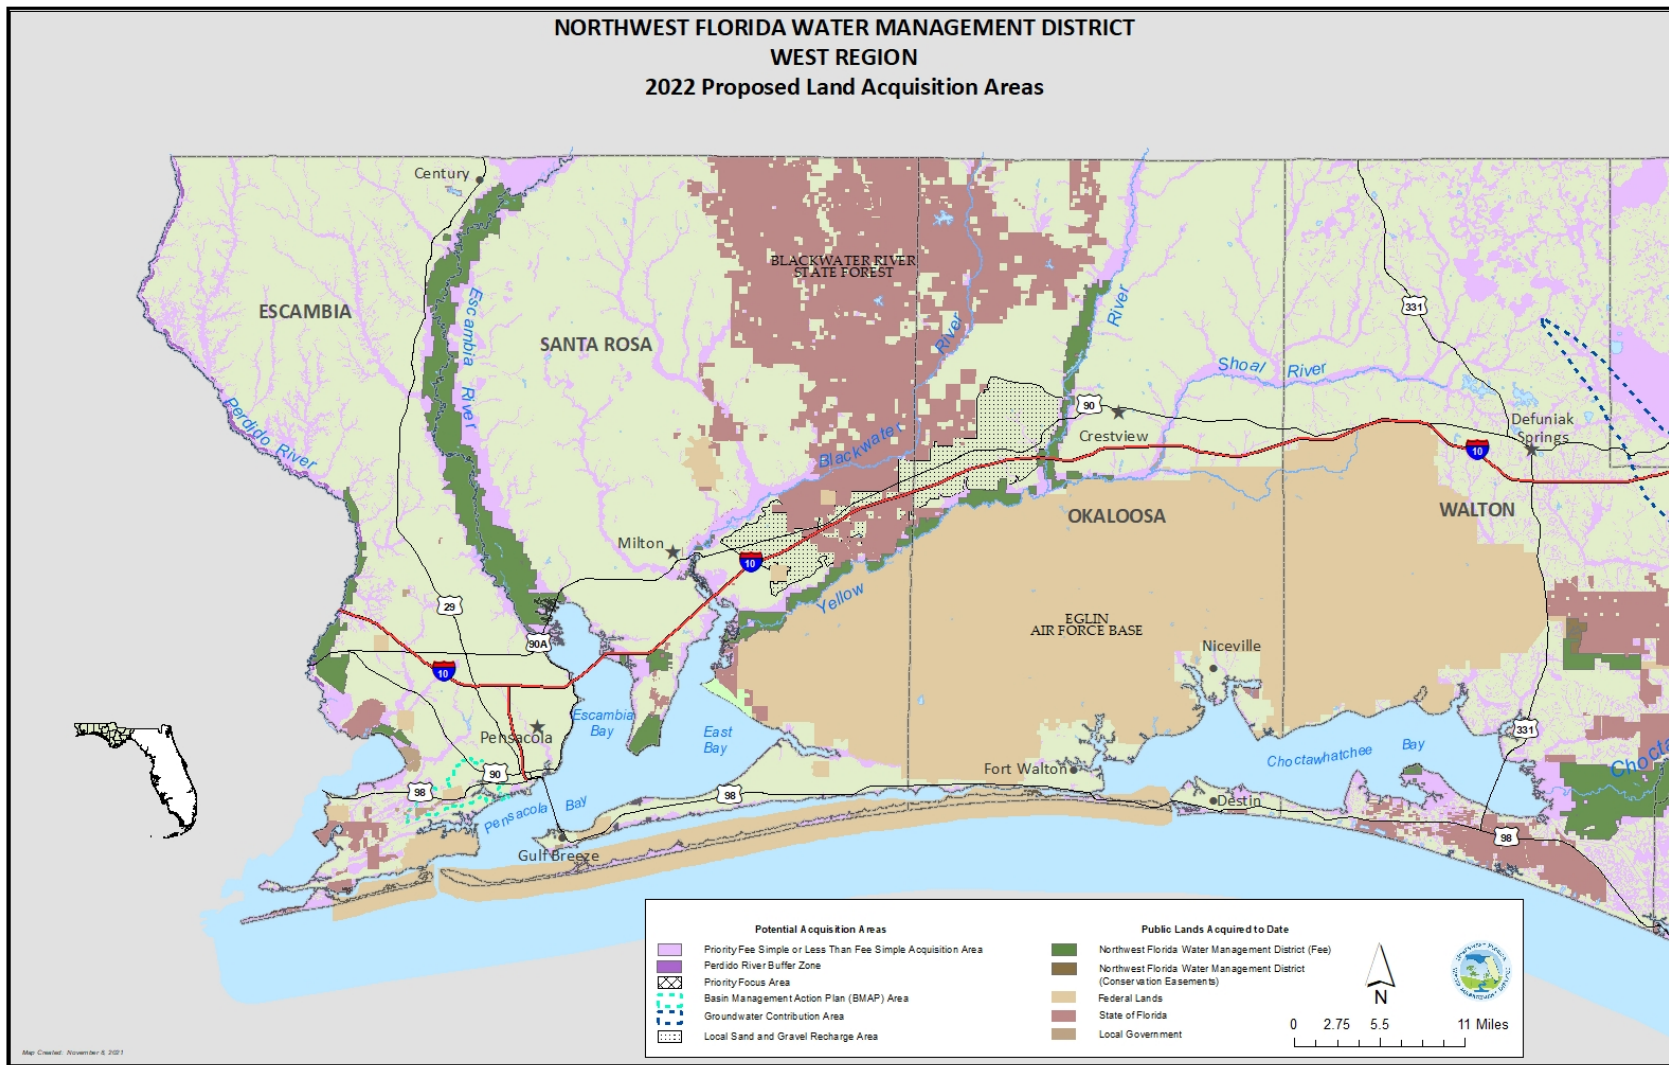 NORTHWEST FLORIDA WATER MANAGEMENT DISTRICT
WEST REGION
2022 Proposed Land Acquisition Areas
Century
ESCAMBIA
Escambia River
SANTA ROSA
BLACKWATER RIVER
STATE FOREST
River
River
331
Shoal River
Perdido River
90
Crestview
Defuniak
Springs
10
Blackwater
OKALOOSA
WALTON
Milton
10
Yellow
29
90A
EGLIN
AIR FORCE BASE
Niceville
10
Escambia
Bay
East
Bay
Pensacola
331
Choctawhatchee Bay
Fort Walton
90
98
98
Destin
Pensacola Bay
98
Gulf Breeze
Potential Acquisition Areas
Priority Fee Simple or Less Than Fee Simple Acquisition Area
Perdido River Buffer Zone
Priority Focus Area
Basin Management Action Plan (BMAP) Area
Groundwater Contribution Area
Local Sand and Gravel Recharge Area
Public Lands Acquired to Date
Northwest Florida Water Management District (Fee)
Northwest Florida Water Management District
(Conservation Easements)
Federal Lands
State of Florida
Local Government
N
0 2.75 5.5 11 Miles
Map Created: November 8, 2021